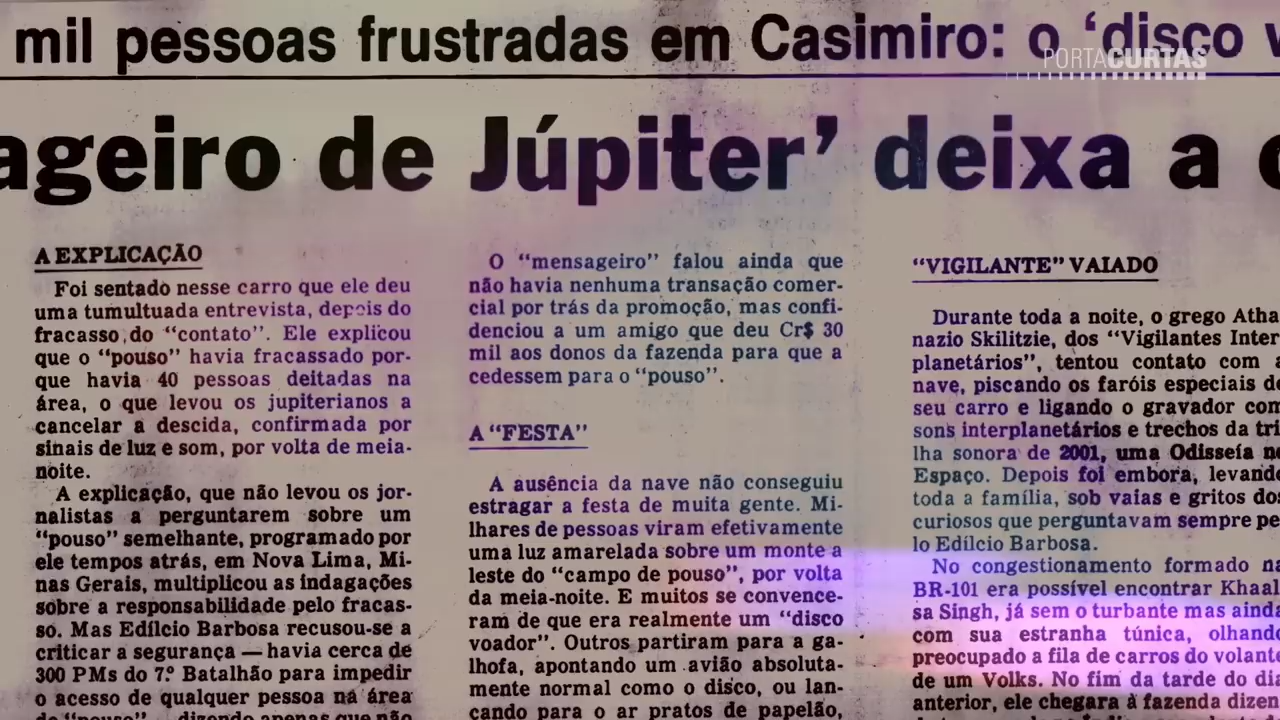 mil pessoas frustradas em Casimiro: o ‘disco v
PORTACURTAS
ageiro de Júpiter’ deixa a
A EXPLICAÇÃO
Foi sentado nesse carro que ele deu
uma tumultuada entrevista, depois do
fracasso do “contato”. Ele explicou
que o “pouso” havia fracassado por-
que havia 40 pessoas deitadas na
área, o que levou os jupiterianos a
cancelar a descida, confirmada por
sinais de luz e som, por volta de meia-
noite.
A explicação, que não levou os jor-
nalistas a perguntarem sobre um
“pouso” semelhante, programado por
ele tempos atrás, em Nova Lima, Mi-
nas Gerais, multiplicou as indagações
sobre a responsabilidade pelo fracas-
so. Mas Edílcio Barbosa recusou-se a
criticar a segurança — havia cerca de
300 PMs do 7.º Batalhão para impedir
o acesso de qualquer pessoa na área
do “pouso” — dizendo apenas que não
O “mensageiro” falou ainda que
não havia nenhuma transação comer-
cial por trás da promoção, mas confi-
denciou a um amigo que deu Cr$ 30
mil aos donos da fazenda para que a
cedessem para o “pouso”.
A “FESTA”
A ausência da nave não conseguiu
estragar a festa de muita gente. Mi-
lhares de pessoas viram efetivamente
uma luz amarelada sobre um monte a
leste do “campo de pouso”, por volta
da meia-noite. E muitos se convence-
ram de que era realmente um “disco
voador”. Outros partiram para a ga-
lhofa, apontando um avião absoluta-
mente normal como o disco, ou lan-
çando para o ar pratos de papelão,
“VIGILANTE” VAIADO
Durante toda a noite, o grego Atha
nazio Skilitzie, dos “Vigilantes Inter
planetários”, tentou contato com a
nave, piscando os faróis especiais de
seu carro e ligando o gravador com
sons interplanetários e trechos da tri
lha sonora de 2001, uma Odisseía no
Espaço. Depois foi embora, levando
toda a família, sob vaias e gritos dos
curiosos que perguntavam sempre pe
lo Edílcio Barbosa.
No congestionamento formado na
BR-101 era possível encontrar Khaal
sa Singh, já sem o turbante mas ainda
com sua estranha túnica, olhando
preocupado a fila de carros do volante
de um Volks. No fim da tarde do dia
anterior, ele chegara à fazenda dizen